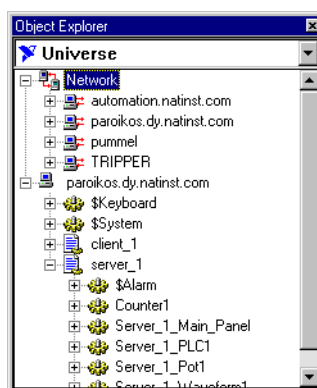 Object Explorer
Universe
Network
automation.natinst.com
paroikos.dy.natinst.com
pummel
TRIPPER
paroikos.dy.natinst.com
$Keyboard
$System
client_1
server_1
$Alarm
Counter1
Server_1_Main_Panel
Server_1_PLC1
Server_1_Pot1